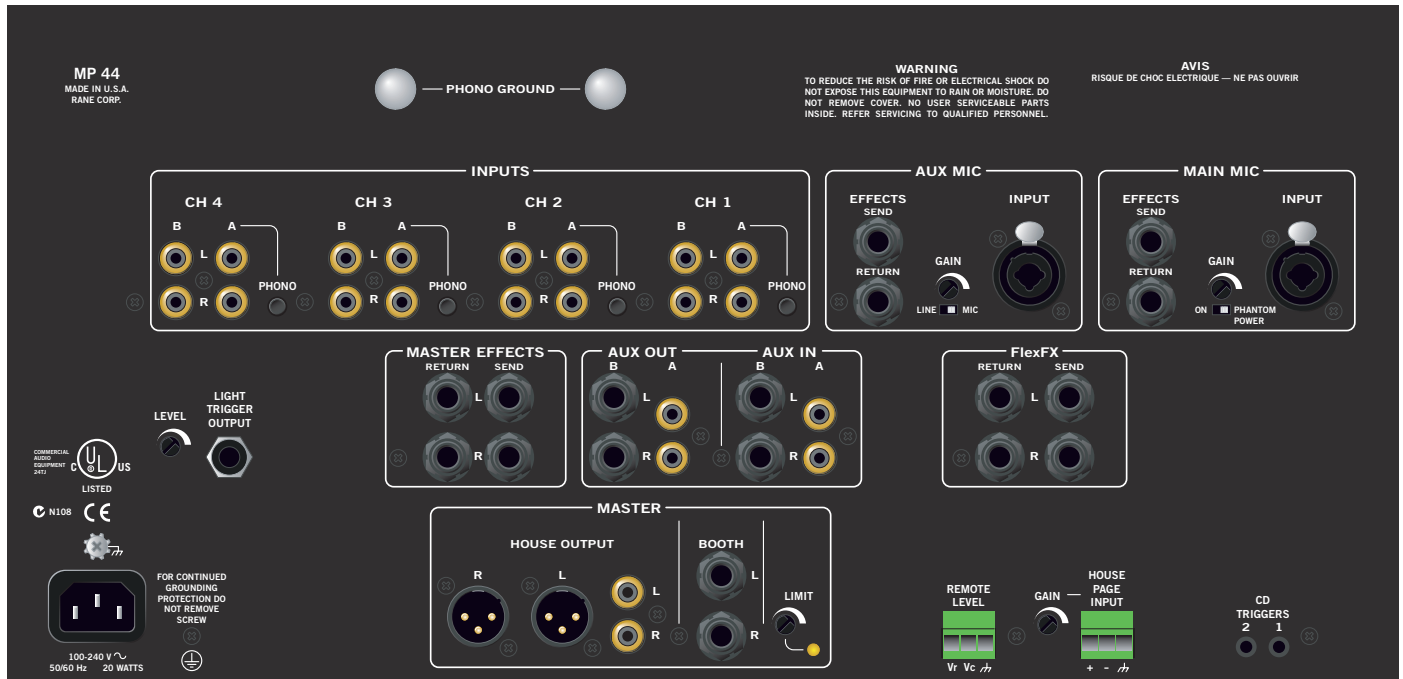 MP 44
MADE IN U.S.A.
RANE CORP.
PHONO GROUND
WARNING
TO REDUCE THE RISK OF FIRE OR ELECTRICAL SHOCK DO
NOT EXPOSE THIS EQUIPMENT TO RAIN OR MOISTURE. DO
NOT REMOVE COVER. NO USER SERVICEABLE PARTS
INSIDE. REFER SERVICING TO QUALIFIED PERSONNEL.
AVIS
RISQUE DE CHOC ELECTRIQUE — NE PAS OUVRIR
INPUTS
CH 4
B A
L
R
PHONO
CH 3
B A
L
R
PHONO
CH 2
B A
L
R
PHONO
CH 1
B A
L
R
PHONO
AUX MIC
EFFECTS
SEND
RETURN
INPUT
GAIN
LINE MIC
MAIN MIC
EFFECTS
SEND
RETURN
INPUT
GAIN
ON PHANTOM
POWER
MASTER EFFECTS
RETURN SEND
L
R
AUX OUT
B A
L
R
AUX IN
B A
L
R
FlexFX
RETURN SEND
L
R
LEVEL
LIGHT
TRIGGER
OUTPUT
COMMERCIAL
AUDIO
EQUIPMENT
24TJ
C UL US
LISTED
N108
CE
FOR CONTINUED
GROUNDING
PROTECTION DO
NOT REMOVE
SCREW
100-240 V
50/60 Hz 20 WATTS
MASTER
HOUSE OUTPUT
R L
L
R
BOOTH
L
R
LIMIT
REMOTE
LEVEL
Vr Vc
GAIN
HOUSE
PAGE
INPUT
+ -
CD
TRIGGERS
2 1